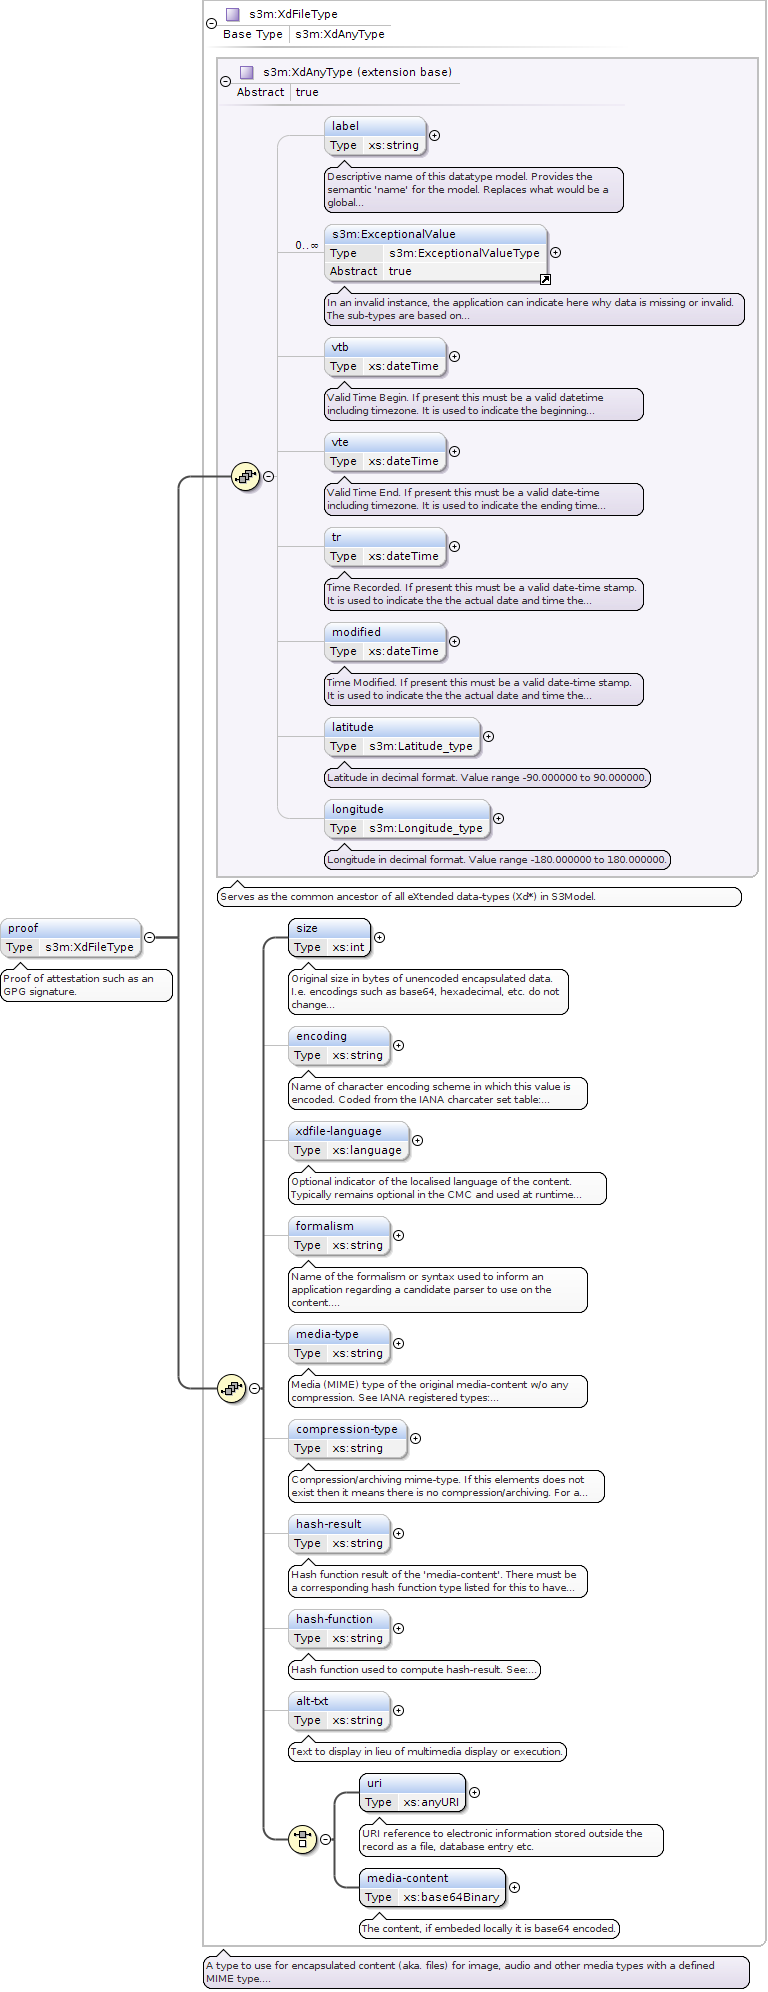 s3m:XdFileType
Base Type s3m:XdAnyType
s3m:XdAnyType (extension base)
Abstract true
label
Type xs:string
Descriptive name of this datatype model. Provides the
semantic 'name' for the model. Replaces what would be a
global...
0..∞
s3m:ExceptionalValue
Type s3m:ExceptionalValueType
Abstract true
In an invalid instance, the application can indicate here why data is missing or invalid.
The sub-types are based on...
vtb
Type xs:dateTime
Valid Time Begin. If present this must be a valid datetime
including timezone. It is used to indicate the beginning...
vte
Type xs:dateTime
Valid Time End. If present this must be a valid date-time
including timezone. It is used to indicate the ending time...
tr
Type xs:dateTime
Time Recorded. If present this must be a valid date-time stamp.
It is used to indicate the the actual date and time the...
modified
Type xs:dateTime
Time Modified. If present this must be a valid date-time stamp.
It is used to indicate the the actual date and time the...
latitude
Type s3m:Latitude_type
Latitude in decimal format. Value range -90.000000 to 90.000000.
longitude
Type s3m:Longitude_type
Longitude in decimal format. Value range -180.000000 to 180.000000.
Serves as the common ancestor of all eXtended data-types (Xd*) in S3Model.
proof
Type s3m:XdFileType
Proof of attestation such as an
GPG signature.
size
Type xs:int
Original size in bytes of unencoded encapsulated data.
I.e. encodings such as base64, hexadecimal, etc. do not
change...
encoding
Type xs:string
Name of character encoding scheme in which this value is
encoded. Coded from the IANA charcater set table:...
xdfile-language
Type xs:language
Optional indicator of the localised language of the content.
Typically remains optional in the CMC and used at runtime...
formalism
Type xs:string
Name of the formalism or syntax used to inform an
application regarding a candidate parser to use on the
content....
media-type
Type xs:string
Media (MIME) type of the original media-content w/o any
compression. See IANA registered types:...
compression-type
Type xs:string
Compression/archiving mime-type. If this elements does not
exist then it means there is no compression/archiving. For a...
hash-result
Type xs:string
Hash function result of the 'media-content'. There must be
a corresponding hash function type listed for this to have...
hash-function
Type xs:string
Hash function used to compute hash-result. See:...
alt-txt
Type xs:string
Text to display in lieu of multimedia display or execution.
uri
Type xs:anyURI
URI reference to electronic information stored outside the
record as a file, database entry etc.
media-content
Type xs:base64Binary
The content, if embeded locally it is base64 encoded.
A type to use for encapsulated content (aka. files) for image, audio and other media types with a defined
MIME type....